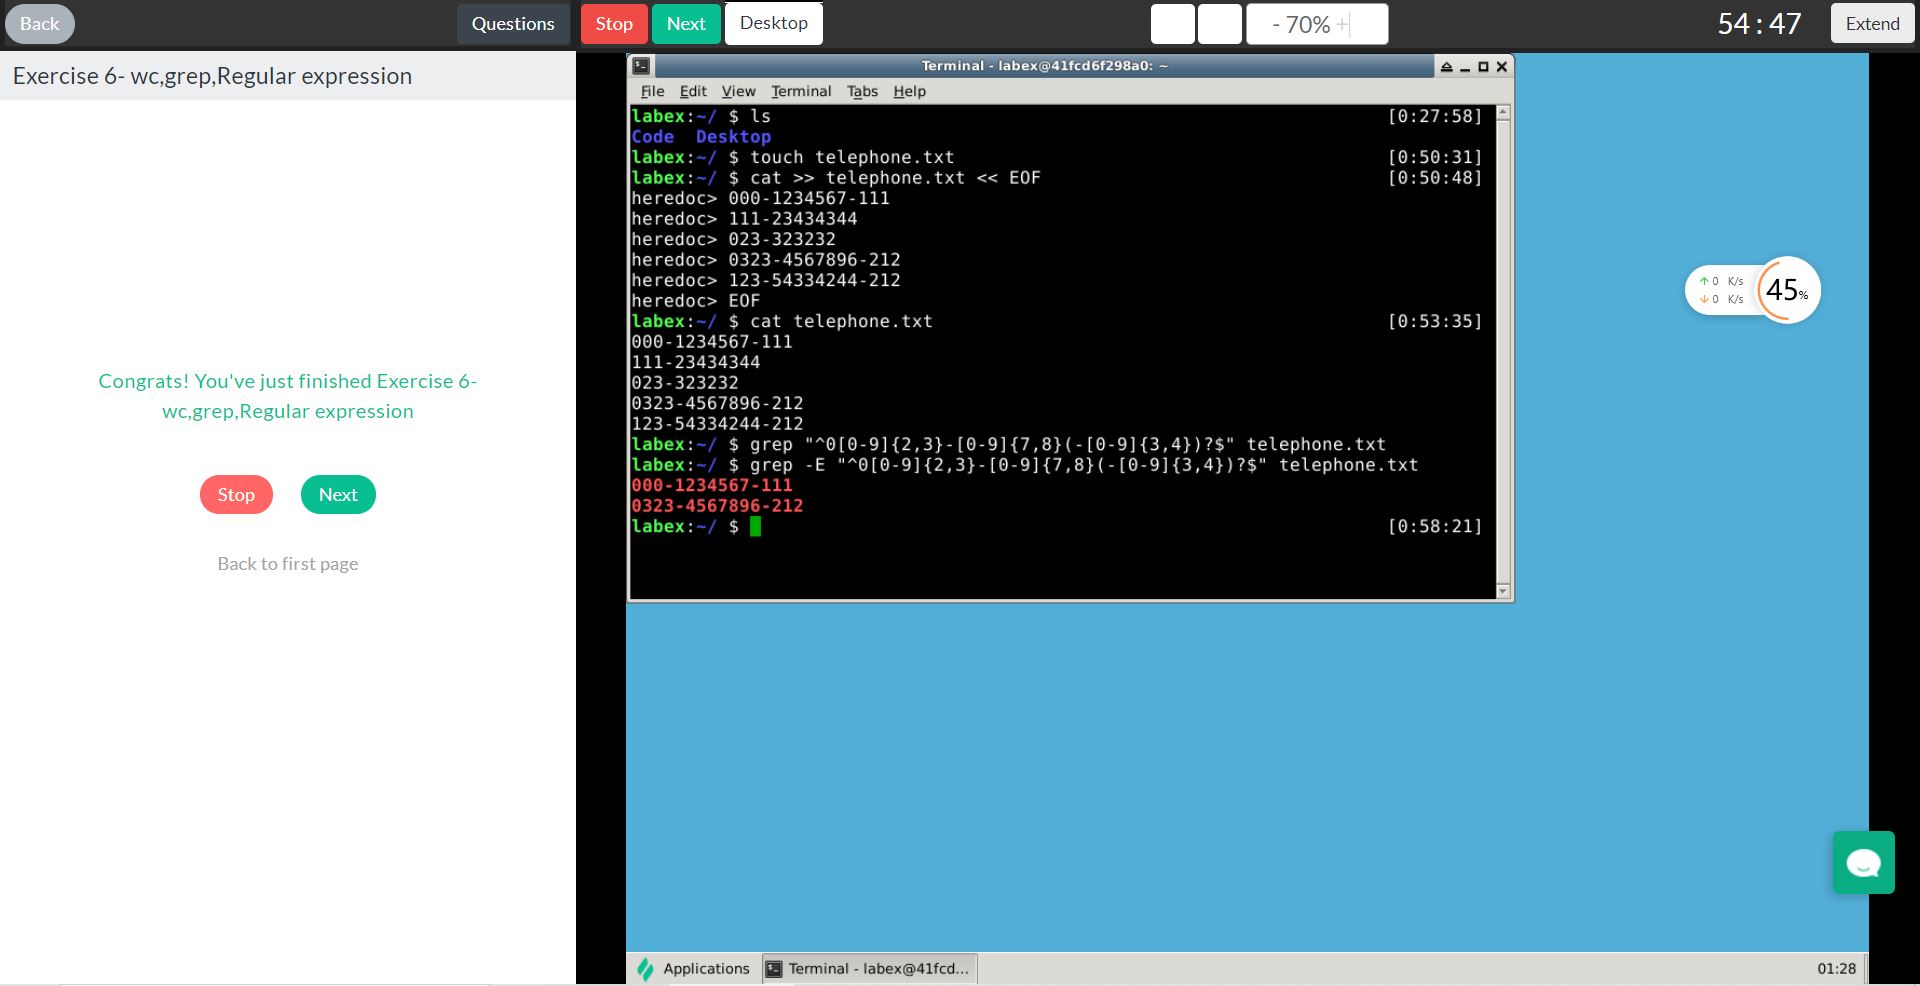 Back
Questions
Stop
Next
Desktop
- 70% +
54 : 47
Extend
Exercise 6- wc,grep,Regular expression
Congrats! You've just finished Exercise 6-
wc,grep,Regular expression
Stop
Next
Back to first page
Terminal - labex@41fcd6f298a0: ~
File Edit View Terminal Tabs Help
labex:~/ $ ls [0:27:58]
Code Desktop
labex:~/ $ touch telephone.txt [0:50:31]
labex:~/ $ cat >> telephone.txt << EOF [0:50:48]
heredoc> 000-1234567-111
heredoc> 111-23434344
heredoc> 023-323232
heredoc> 0323-4567896-212
heredoc> 123-54334244-212
heredoc> EOF
labex:~/ $ cat telephone.txt [0:53:35]
000-1234567-111
111-23434344
023-323232
0323-4567896-212
123-54334244-212
labex:~/ $ grep "^0[0-9]{2,3}-[0-9]{7,8}(-[0-9]{3,4})?$" telephone.txt
labex:~/ $ grep -E "^0[0-9]{2,3}-[0-9]{7,8}(-[0-9]{3,4})?$" telephone.txt
000-1234567-111
0323-4567896-212
labex:~/ $ [0:58:21]
↑ 0 K/s
↓ 0 K/s
45%
Applications
Terminal - labex@41fcd...
01:28